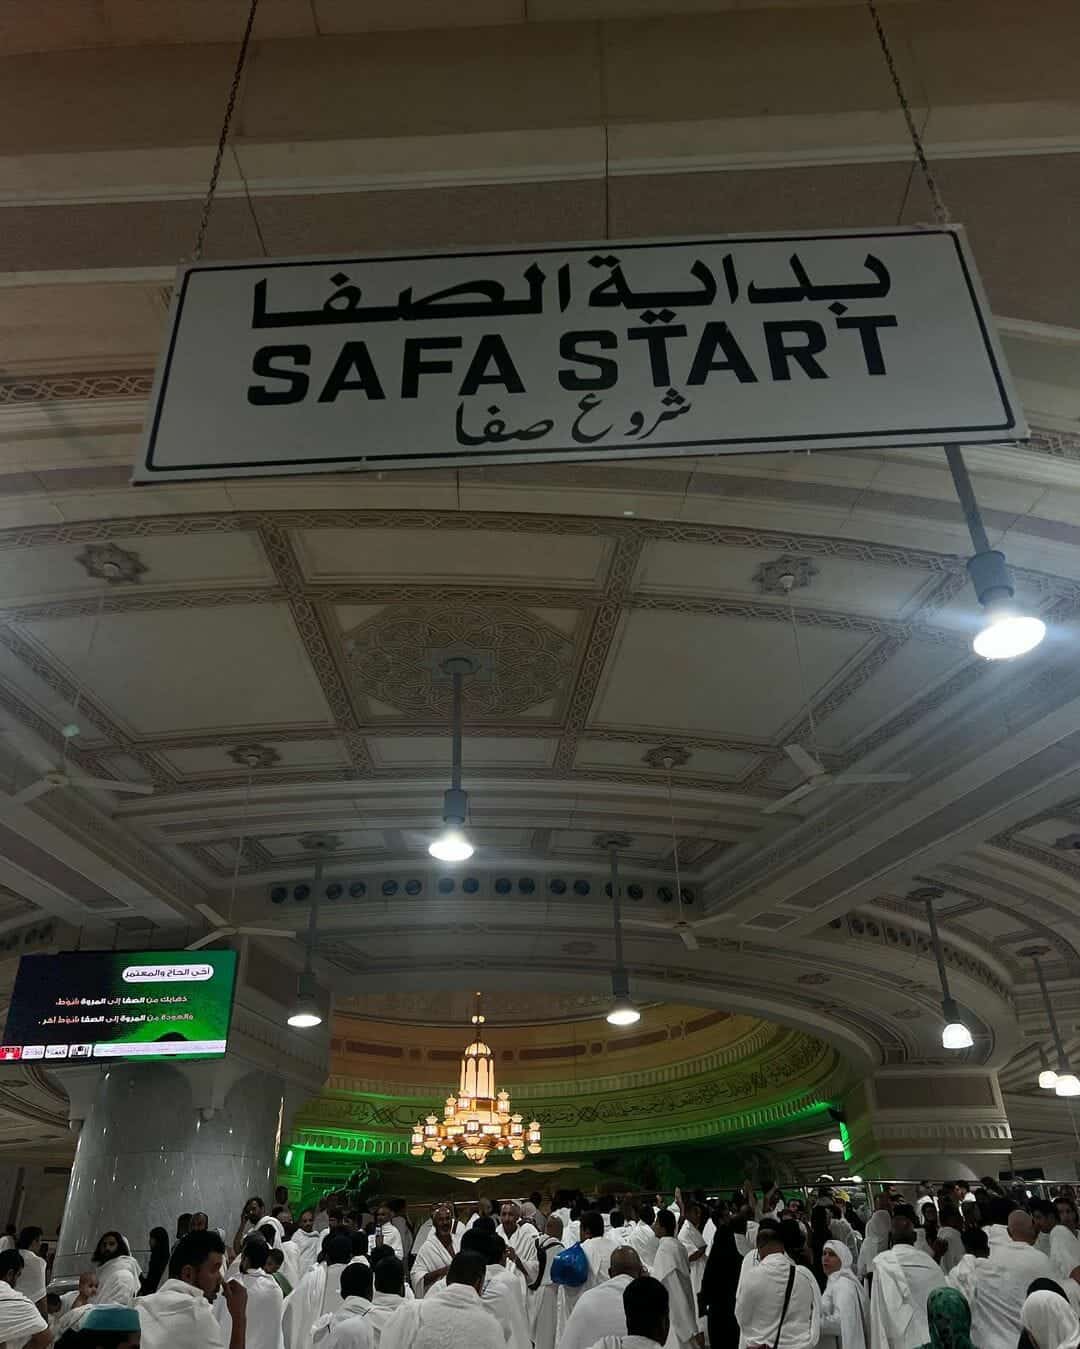 بداية الصفا
SAFA START
شروع صفا
أخي الحاج والمعتمر
ذهابك من الصفا إلى المروة شوط،
والعودة من المروة إلى الصفا شوط آخر .